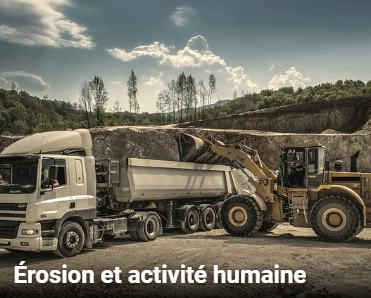 Érosion et activité humaine